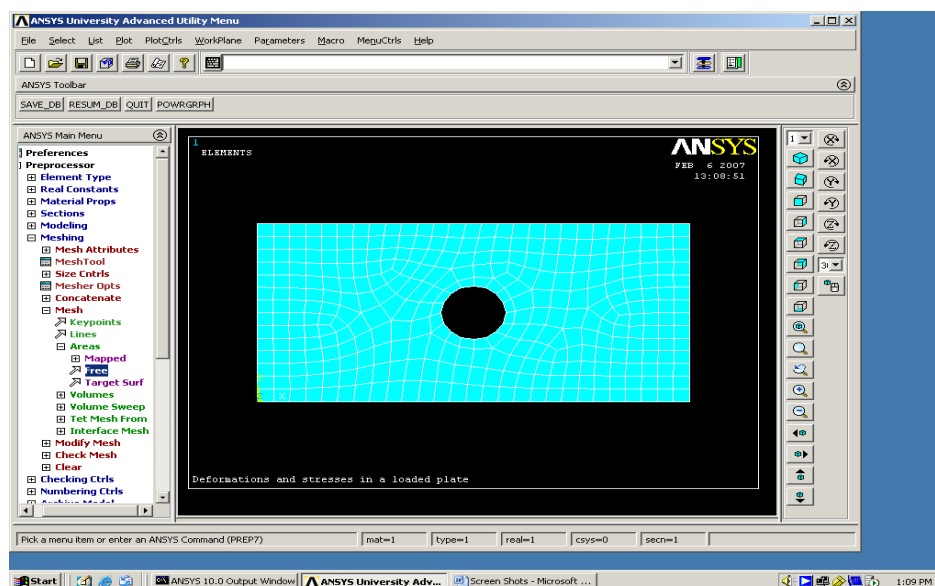 ANSYS University Advanced Utility Menu
File Select List Plot PlotCtrls WorkPlane Parameters Macro MenuCtrls Help
ANSYS Toolbar
SAVE_DB RESUM_DB QUIT POWRGRPH
ANSYS Main Menu
Preferences
Preprocessor
Element Type
Real Constants
Material Props
Sections
Modeling
Meshing
Mesh Attributes
MeshTool
Size Cntrls
Mesher Opts
Concatenate
Mesh
Keypoints
Lines
Areas
Mapped
Free
Target Surf
Volumes
Volume Sweep
Tet Mesh From
Interface Mesh
Modify Mesh
Check Mesh
Clear
Checking Ctrls
Numbering Ctrls
1
ELEMENTS
ANSYS
FEB 6 2007
13:08:51
X
Deformations and stresses in a loaded plate
1
X
X
Y
Y
Z
Z
Pick a menu item or enter an ANSYS Command (PREP7)
mat=1 type=1 real=1 csys=0 secn=1
Start ANSYS 10.0 Output Window ANSYS University Adv... Screen Shots - Microsoft ... 1:09 PM